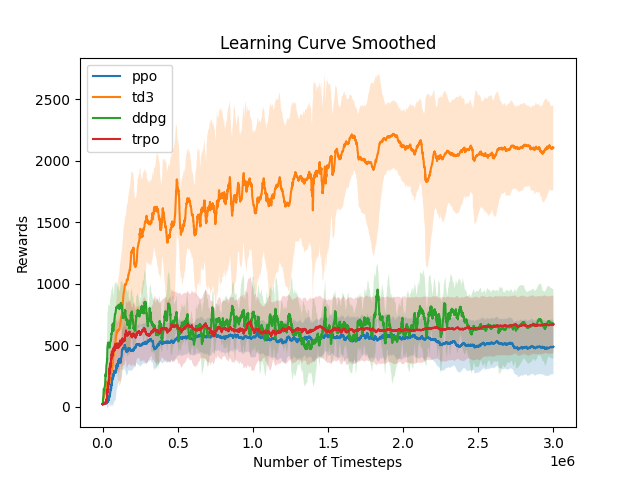 Learning Curve Smoothed
ppo
td3
ddpg
trpo
2500
2000
1500
1000
500
0
Rewards
0.0 0.5 1.0 1.5 2.0 2.5 3.0
1e6
Number of Timesteps